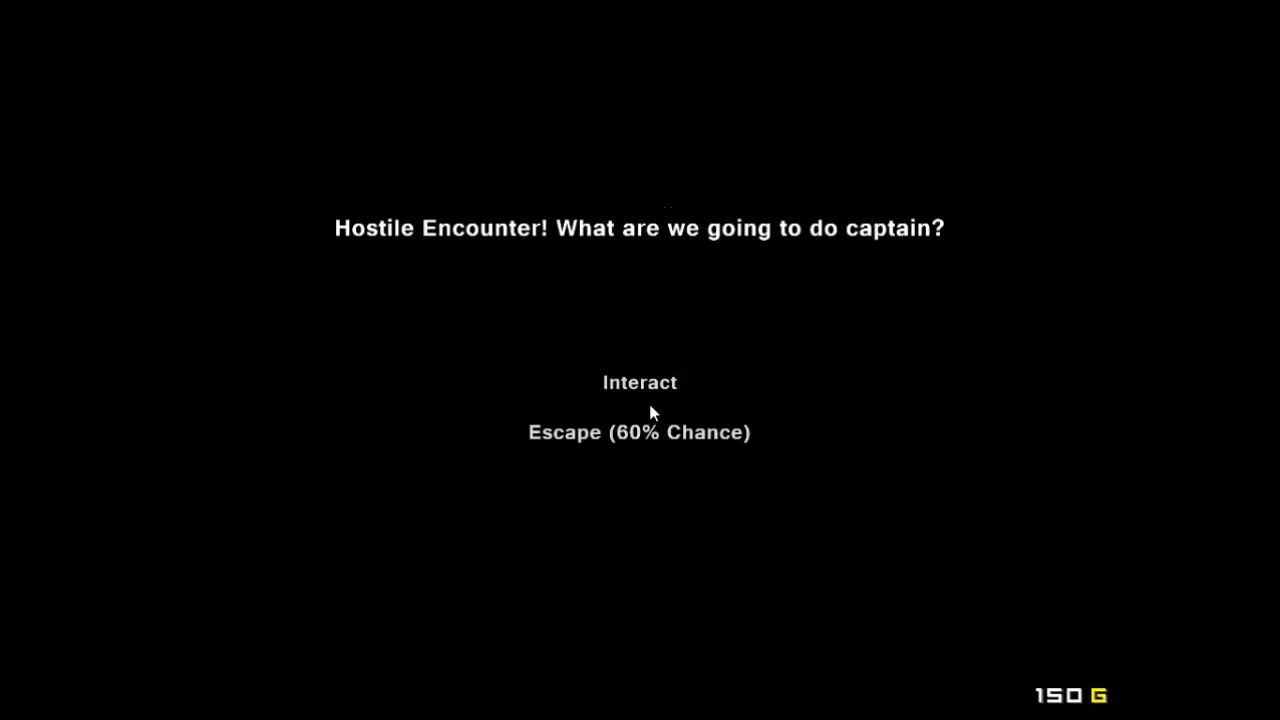 Hostile Encounter! What are we going to do captain?
Interact
Escape (60% Chance)
150 G